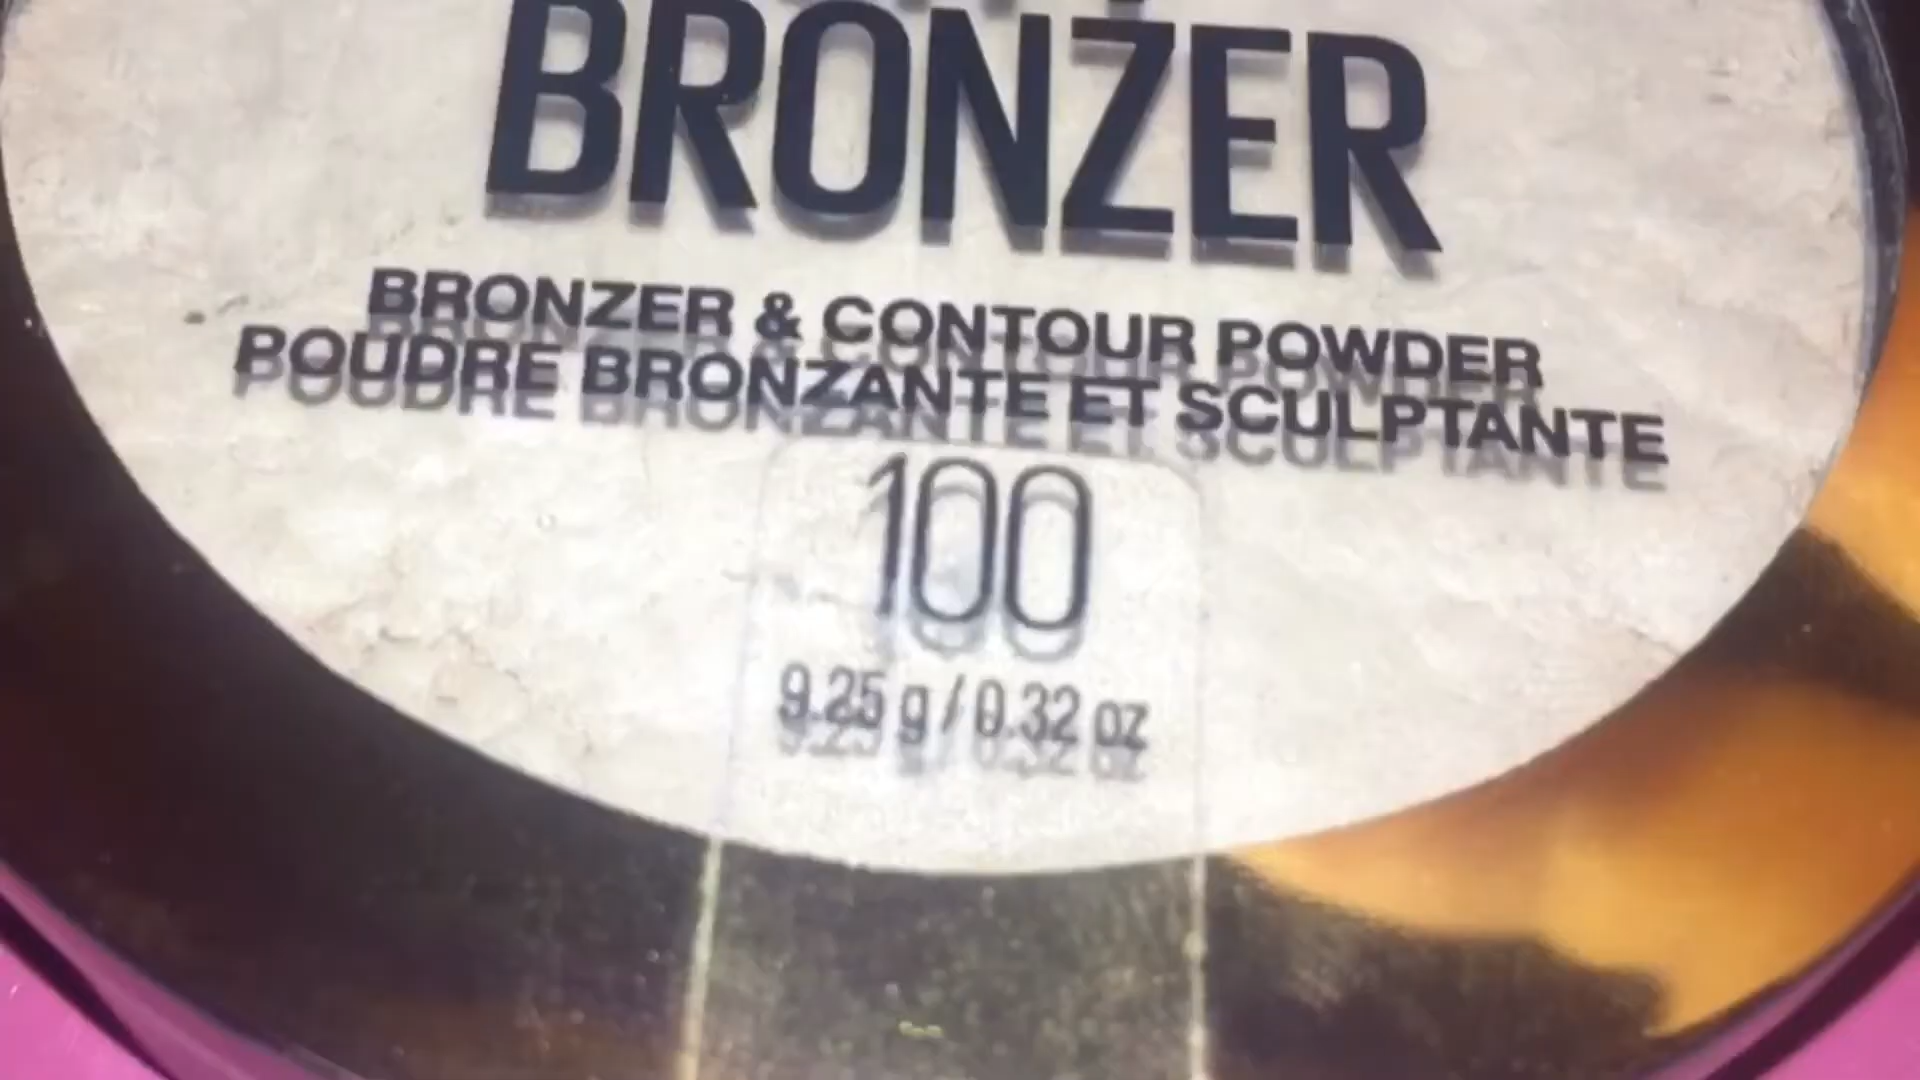 BRONZER
BRONZER & CONTOUR POWDER
POUDRE BRONZANTE ET SCULPTANTE
100
9.25 g / 0.32 oz